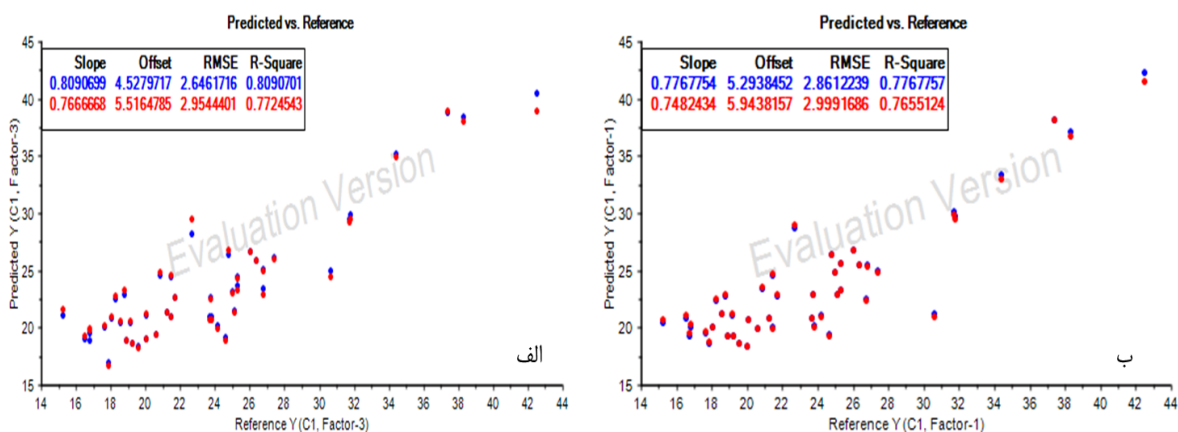 Predicted vs. Reference
Slope Offset RMSE R-Square
0.8090699 4.5279717 2.6461716 0.8090701
0.7666668 5.5164785 2.9544401 0.7724543
Evaluation Version
Predicted Y (C1, Factor-3)
45
40
35
30
25
20
15
14 16 18 20 22 24 26 28 30 32 34 36 38 40 42 44
Reference Y (C1, Factor-3)
الف
Predicted vs. Reference
Slope Offset RMSE R-Square
0.7767754 5.2938452 2.8612239 0.7767757
0.7482434 5.9438157 2.9991686 0.7655124
Evaluation Version
Predicted Y (C1, Factor-1)
45
40
35
30
25
20
15
14 16 18 20 22 24 26 28 30 32 34 36 38 40 42 44
Reference Y (C1, Factor-1)
ب